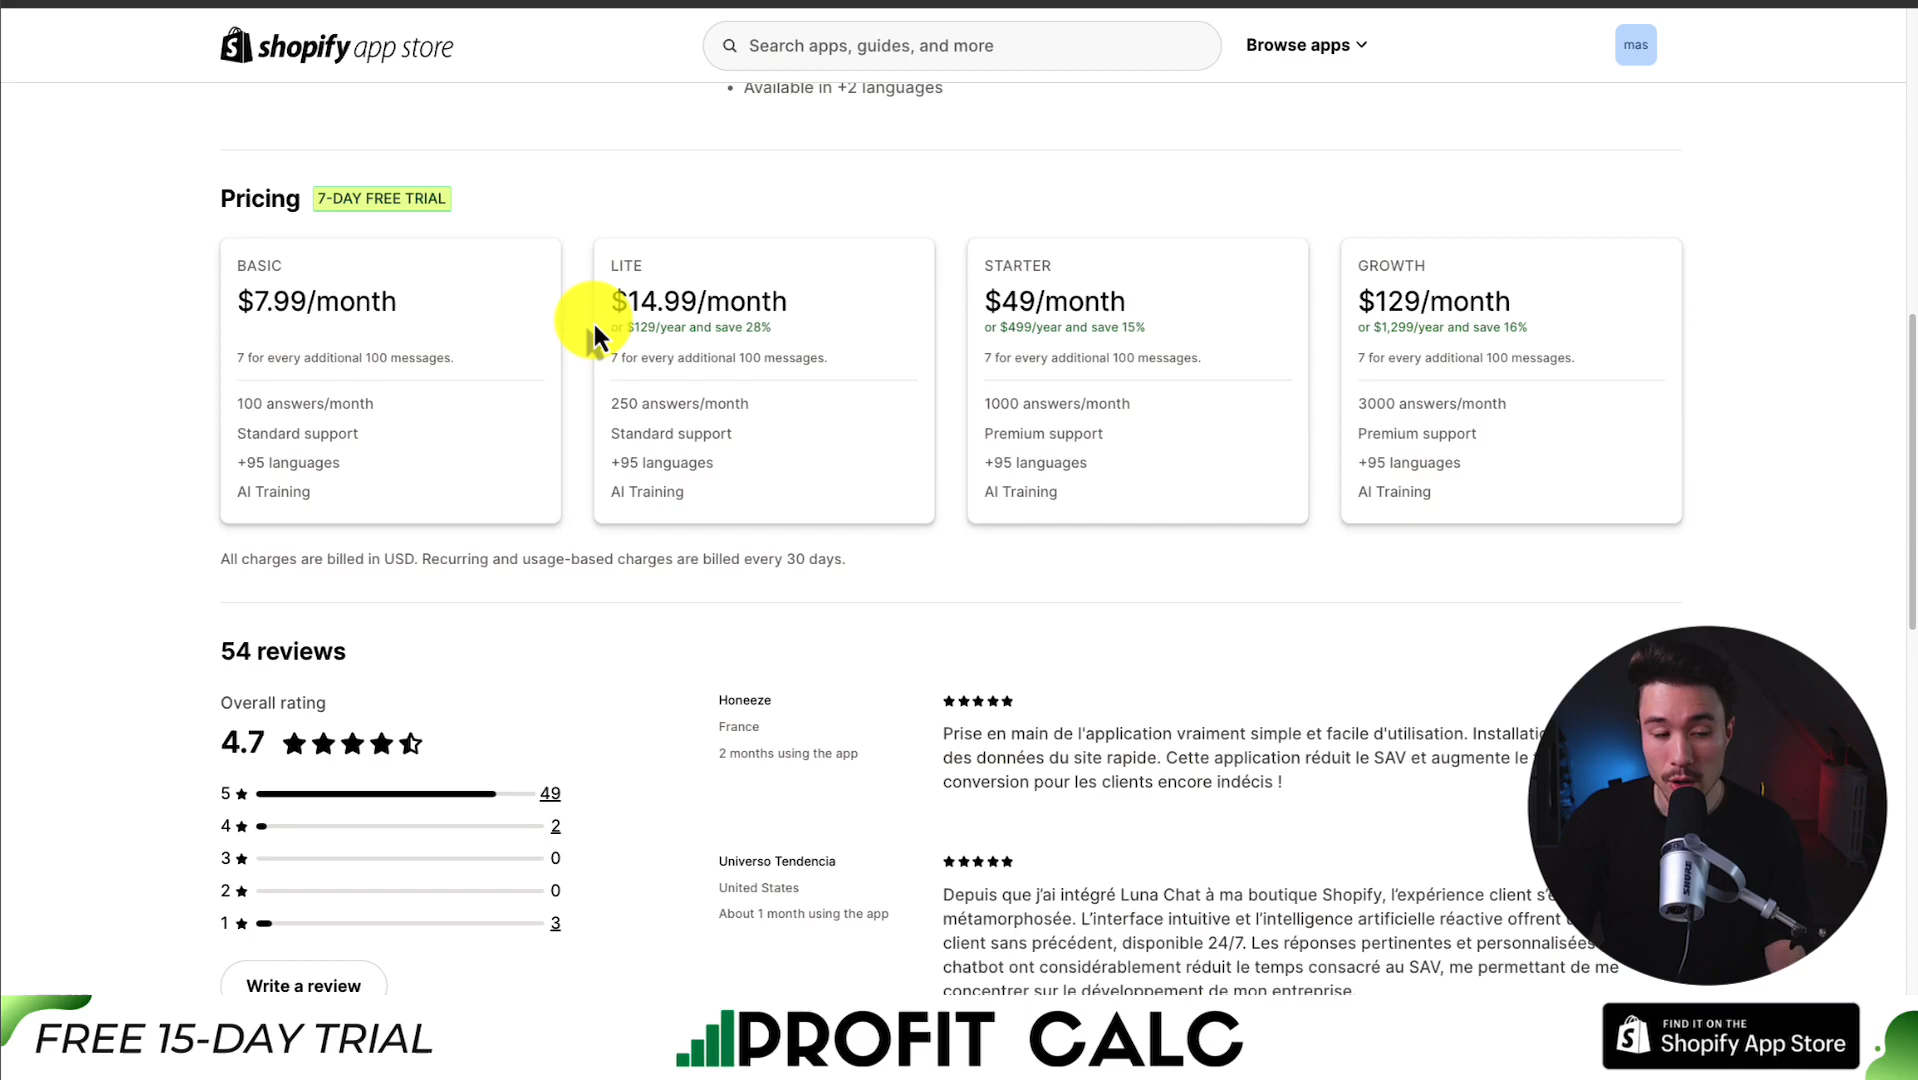 shopify app store
Search apps, guides, and more
Browse apps
mas
Available in +2 languages
Pricing
7-DAY FREE TRIAL
BASIC
$7.99/month
7 for every additional 100 messages.
100 answers/month
Standard support
+95 languages
AI Training
LITE
$14.99/month
or $129/year and save 28%
7 for every additional 100 messages.
250 answers/month
Standard support
+95 languages
AI Training
STARTER
$49/month
or $499/year and save 15%
7 for every additional 100 messages.
1000 answers/month
Premium support
+95 languages
AI Training
GROWTH
$129/month
or $1,299/year and save 16%
7 for every additional 100 messages.
3000 answers/month
Premium support
+95 languages
AI Training
All charges are billed in USD. Recurring and usage-based charges are billed every 30 days.
54 reviews
Overall rating
4.7
5 49
4 2
3 0
2 0
1 3
Write a review
Honeeze
France
2 months using the app
Prise en main de l'application vraiment simple et facile d'utilisation.
des données du site rapide. Cette application réduit le SAV et augmente le
conversion pour les clients encore indécis !
Universo Tendencia
United States
About 1 month using the app
Depuis que j'ai intégré Luna Chat à ma boutique Shopify, l'expérience client
métamorphosée. L'interface intuitive et l'intelligence artificielle réactive offrent
client sans précédent, disponible 24/7. Les réponses pertinentes et personnalisées
chatbot ont considérablement réduit le temps consacré au SAV, me permettant de me
concentrer sur le développement de mon entreprise.
SHURE
FREE 15-DAY TRIAL
PROFIT CALC
FIND IT ON THE
Shopify App Store